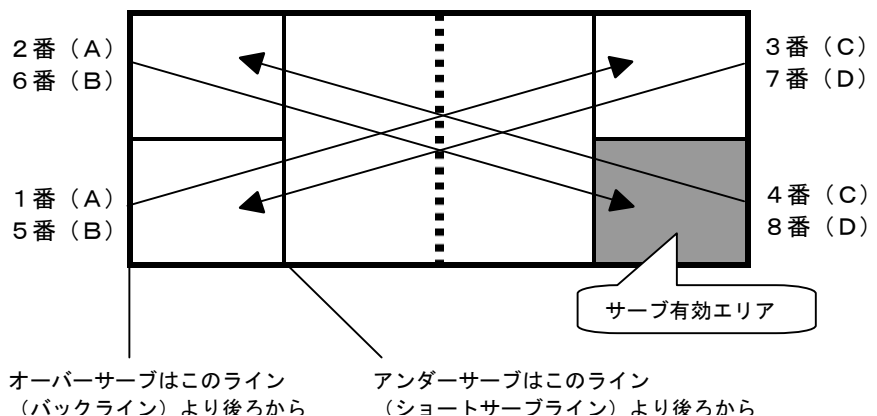 2番（A）
6番（B）
3番（C）
7番（D）
1番（A）
5番（B）
4番（C）
8番（D）
サーブ有効エリア
オーバーサーブはこのライン
（バックライン）より後ろから
アンダーサーブはこのライン
（ショートサーブライン）より後ろから